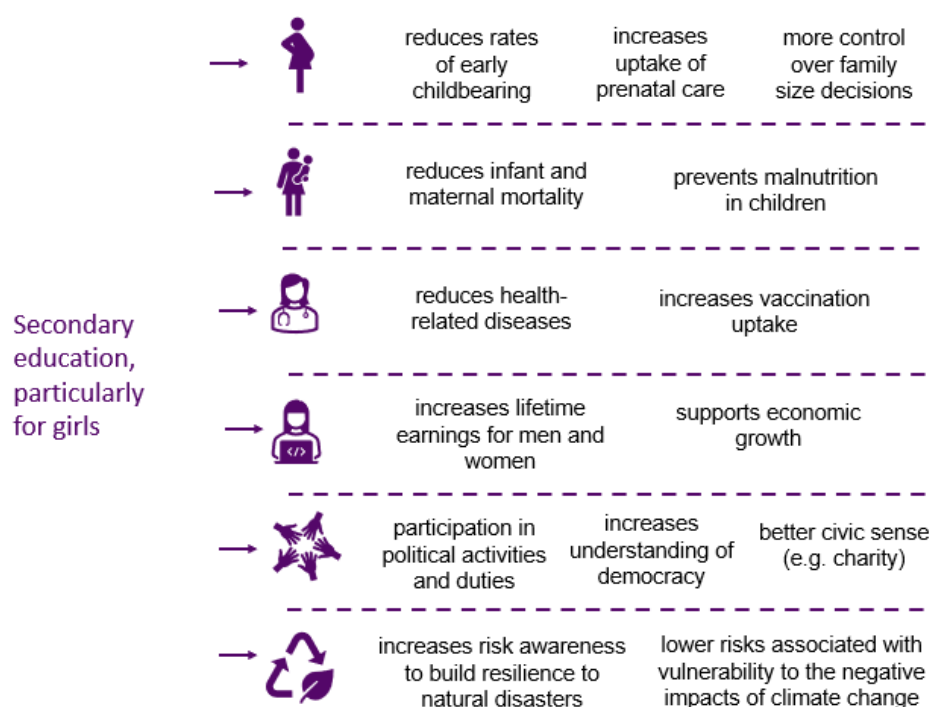 reduces rates
of early
childbearing
increases
uptake of
prenatal care
more control
over family
size decisions
reduces infant and
maternal mortality
prevents malnutrition
in children
Secondary
education,
particularly
for girls
reduces health-
related diseases
increases vaccination
uptake
increases lifetime
earnings for men and
women
</>
supports economic
growth
participation in
political activities
and duties
increases
understanding of
democracy
better civic sense
(e.g. charity)
increases risk awareness
to build resilience to
natural disasters
lower risks associated with
vulnerability to the negative
impacts of climate change